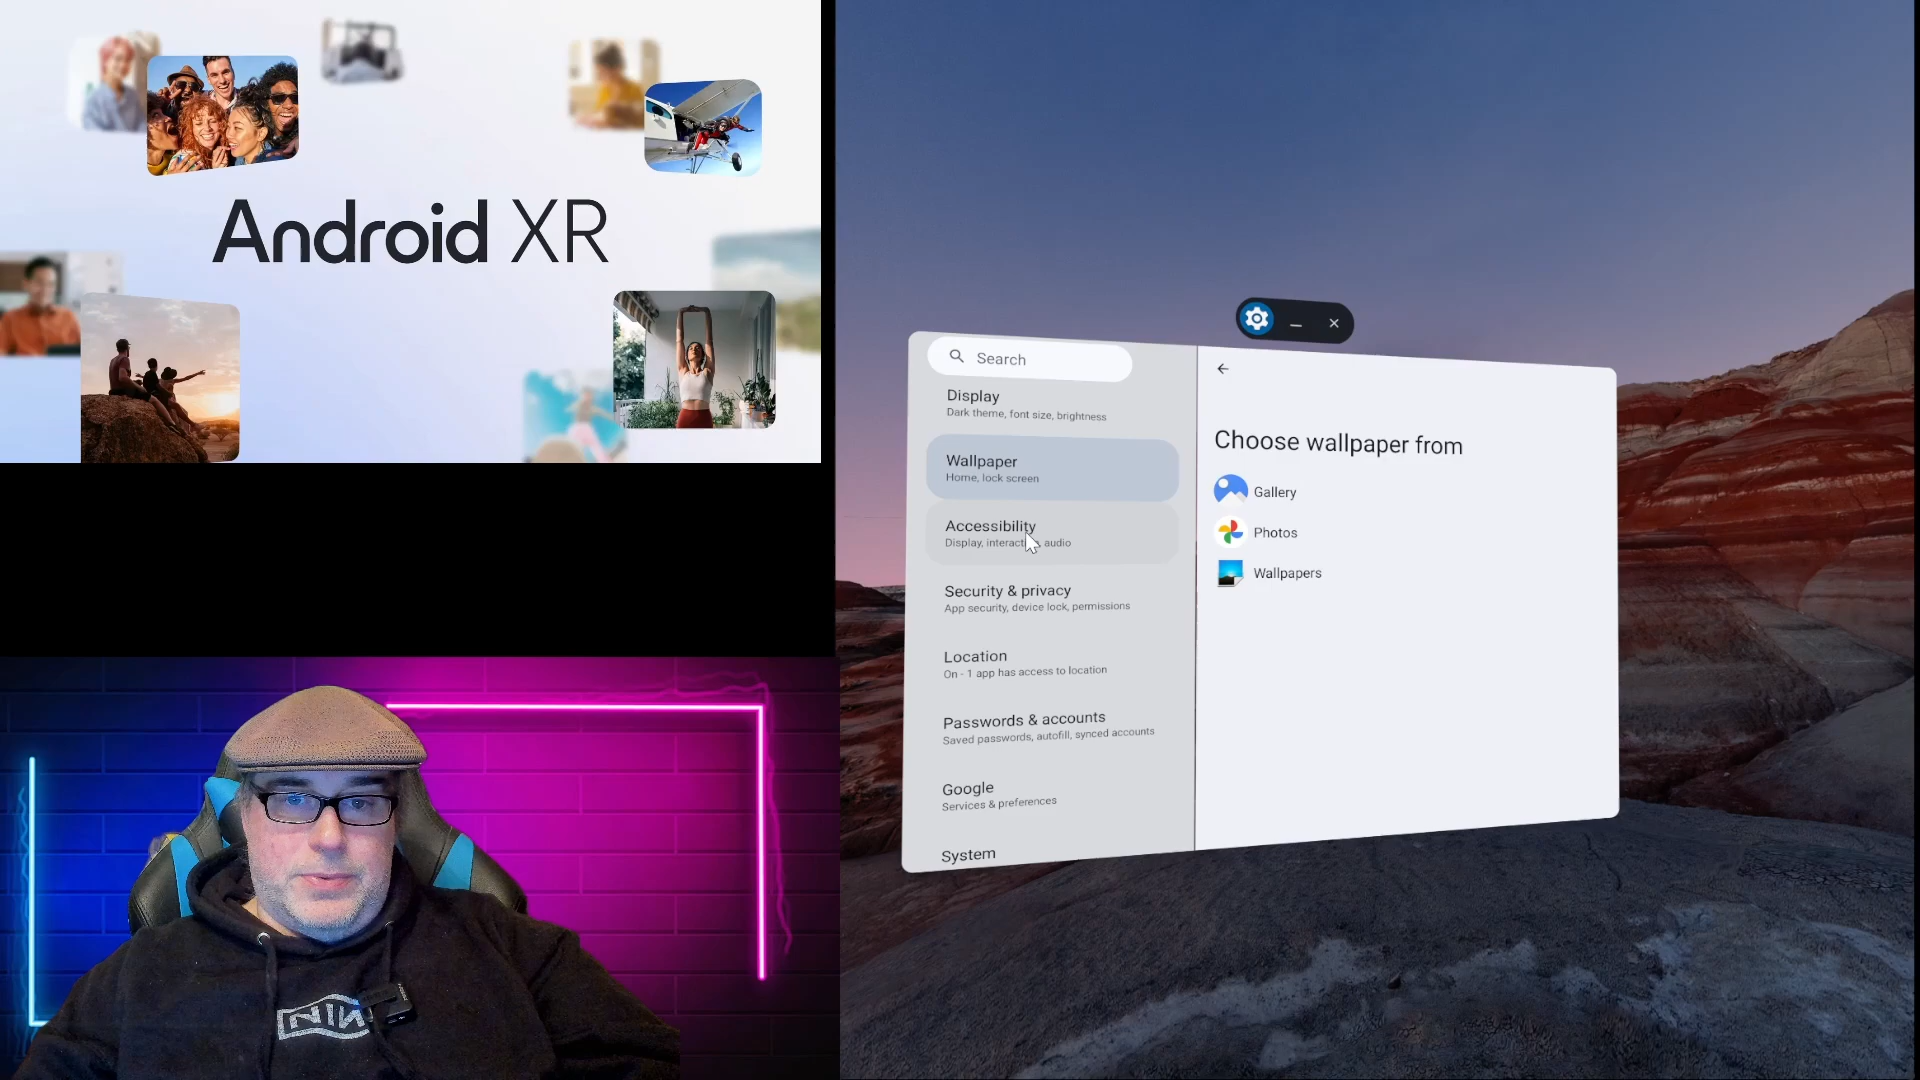 Android XR
Search
Display
Dark theme, font size, brightness
Wallpaper
Home, lock screen
Accessibility
Display, interaction, audio
Security & privacy
App security, device lock, permissions
Location
On - 1 app has access to location
Passwords & accounts
Saved passwords, autofill, synced accounts
Google
Services & preferences
System
Choose wallpaper from
Gallery
Photos
Wallpapers
NIN